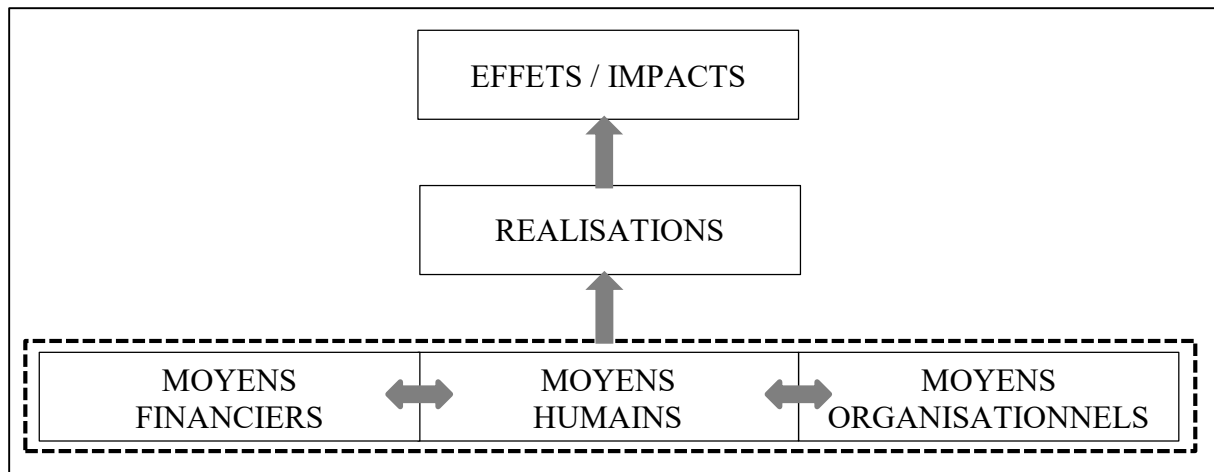 EFFETS / IMPACTS
REALISATIONS
MOYENS
FINANCIERS
MOYENS
HUMAINS
MOYENS
ORGANISATIONNELS